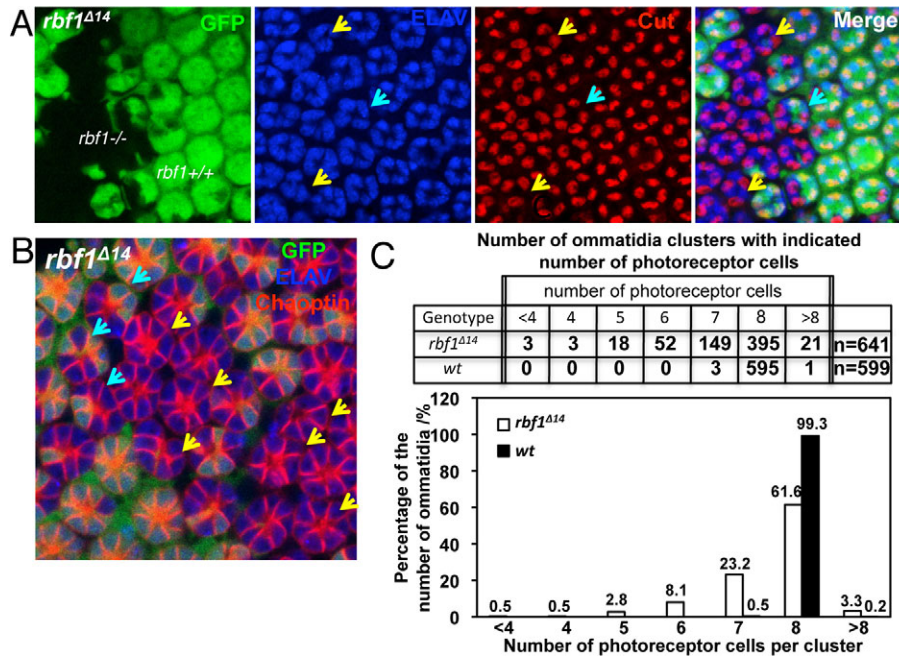 A
rbf1Δ14
GFP
ELAV
Cut
Merge
rbf1-/-
rbf1+/+
B
rbf1Δ14
GFP
ELAV
Chaoptin
C
Number of ommatidia clusters with indicated
number of photoreceptor cells
number of photoreceptor cells
Genotype <4 4 5 6 7 8 >8
rbf1Δ14 3 3 18 52 149 395 21 n=641
wt 0 0 0 0 3 595 1 n=599
Percentage of the
number of ommatidia /%
120
100
80
60
40
20
0
rbf1Δ14
wt
0.5 0.5 2.8 8.1 23.2 0.5 61.6 99.3 3.3 0.2
<4 4 5 6 7 8 >8
Number of photoreceptor cells per cluster